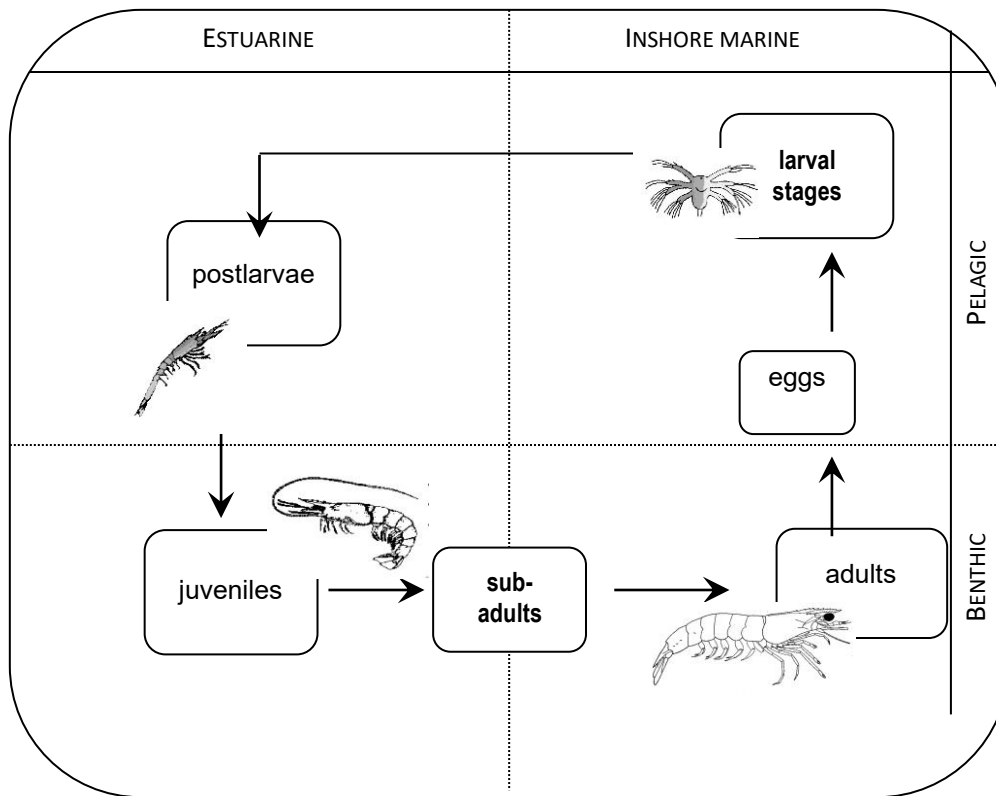 ESTUARINE
INSHORE MARINE
larval
stages
postlarvae
PELAGIC
eggs
juveniles
sub-
adults
adults
BENTHIC